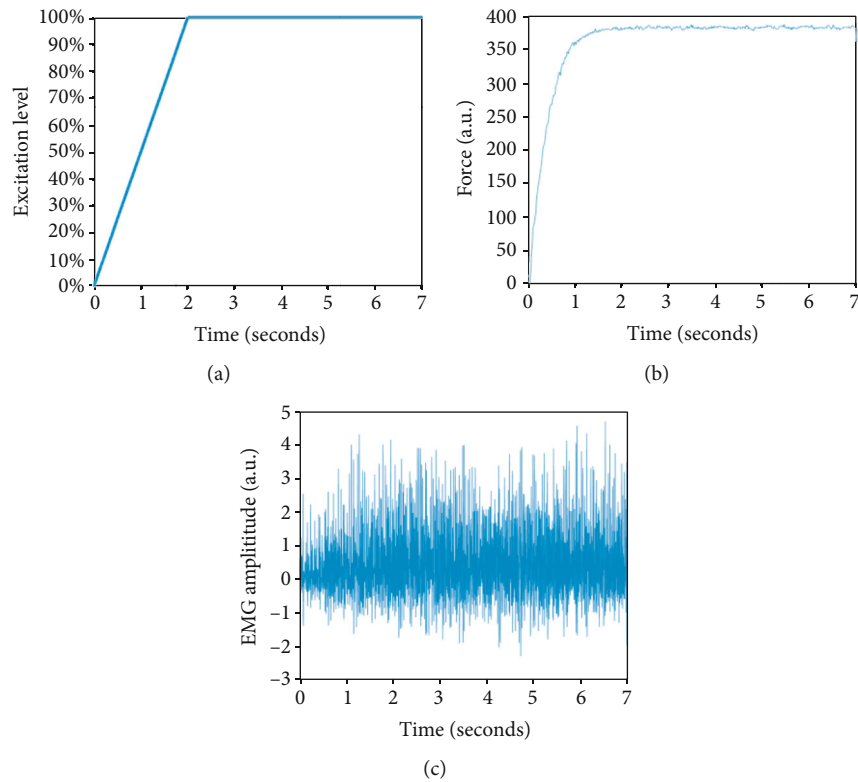 100%
90%
80%
70%
60%
50%
40%
30%
20%
10%
0%
Excitation level
0 1 2 3 4 5 6 7
Time (seconds)
(a)
400
350
300
250
200
350
100
50
0
Force (a.u.)
0 1 2 3 4 5 6 7
Time (seconds)
(b)
5
4
3
2
1
0
–1
–2
–3
EMG amplititude (a.u.)
0 1 2 3 4 5 6 7
Time (seconds)
(c)